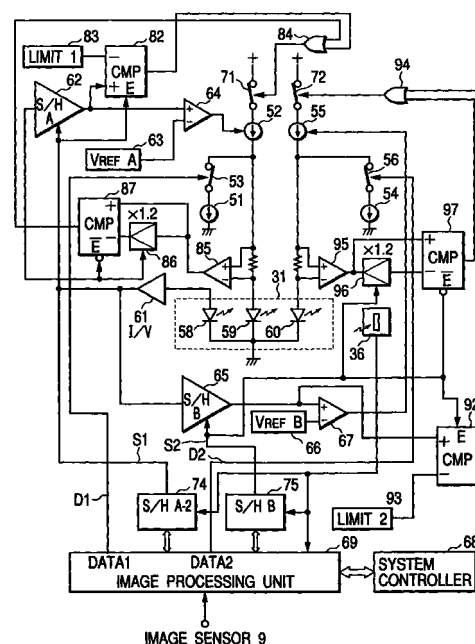 83
LIMIT 1
82
−
CMP
+
E
84
62
S/H
A
64
+
−
71
72
94
63
VREF A
52
55
53
56
51
54
87
+
CMP
−
E
×1.2
86
85
+
−
95
+
−
×1.2
96
97
+
CMP
−
E
31
61
I/V
58
59
60
36
65
S/H
B
S2
D2
VREF B
66
+
−
67
92
E
+
CMP
−
S1
D1
74
S/H A-2
75
S/H B
93
LIMIT 2
69
DATA1
DATA2
IMAGE PROCESSING UNIT
68
SYSTEM
CONTROLLER
IMAGE SENSOR 9